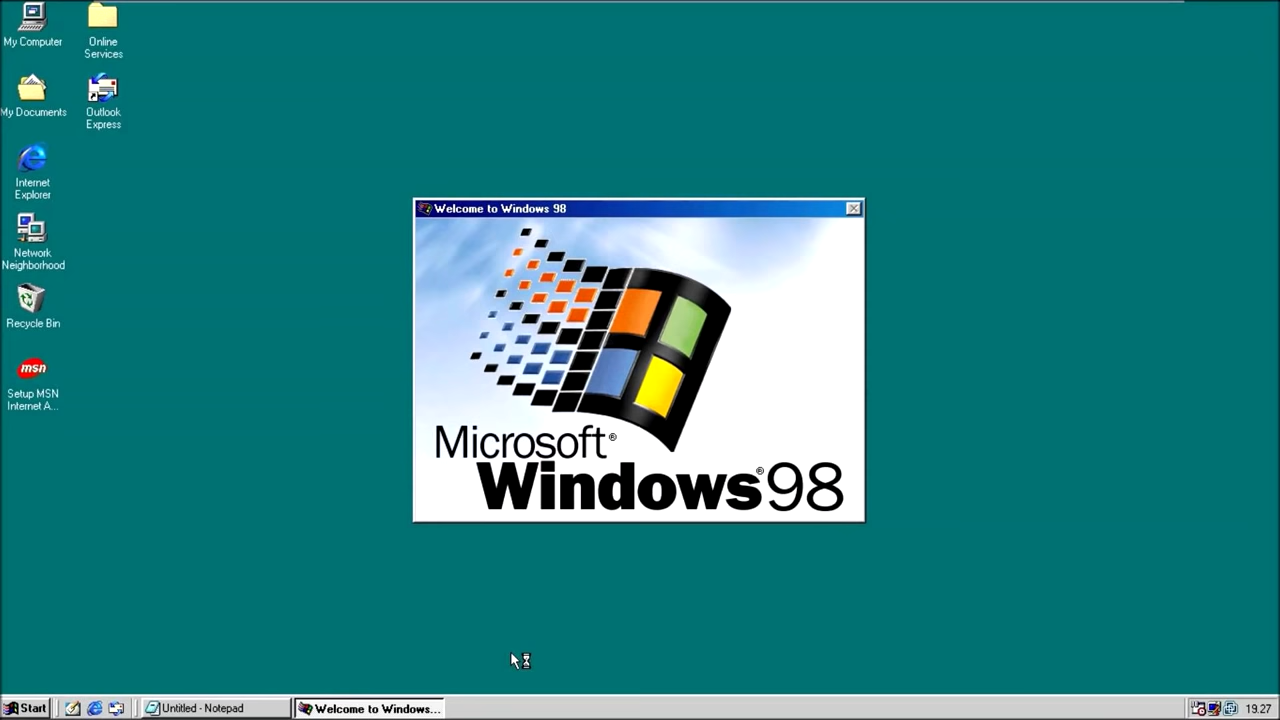 My Computer
Online
Services
My Documents
Outlook
Express
Internet
Explorer
Network
Neighborhood
Recycle Bin
msn
Setup MSN
Internet A...
Welcome to Windows 98
Microsoft®
Windows®98
Start
Untitled - Notepad
Welcome to Windows...
19.27